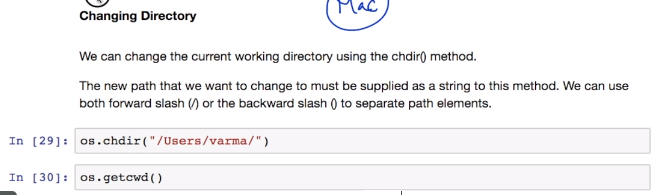 Mac
Changing Directory
We can change the current working directory using the chdir() method.
The new path that we want to change to must be supplied as a string to this method. We can use
both forward slash (/) or the backward slash () to separate path elements.
In [29]: os.chdir("/Users/varma/")
In [30]: os.getcwd()